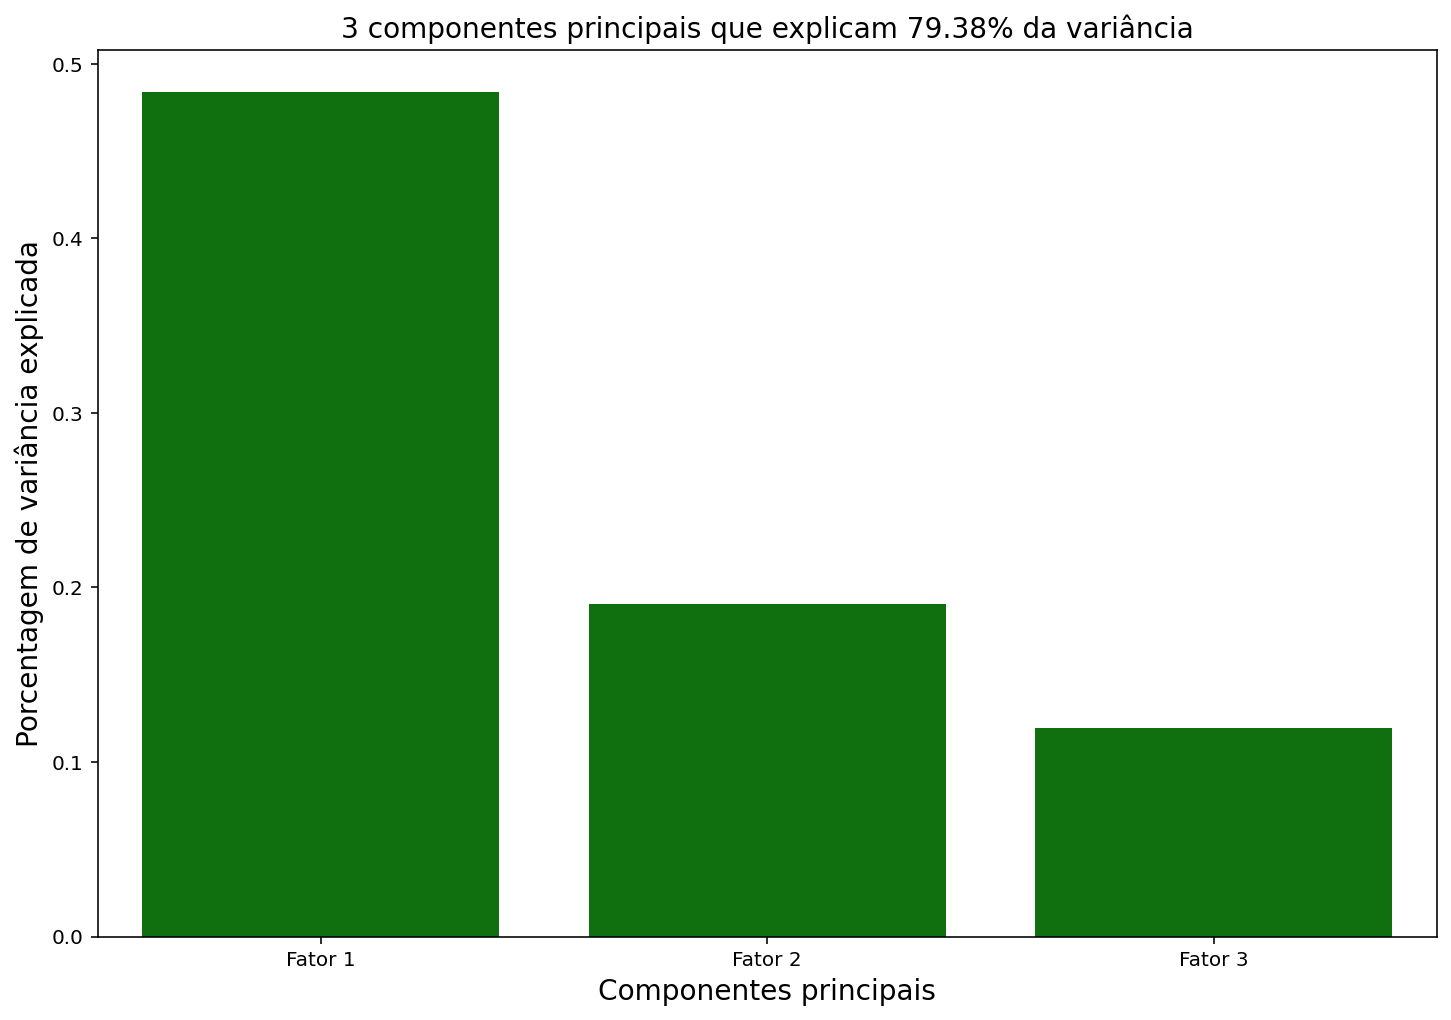 3 componentes principais que explicam 79.38% da variância
Porcentagem de variância explicada
0.5
0.4
0.3
0.2
0.1
0.0
Fator 1
Fator 2
Fator 3
Componentes principais